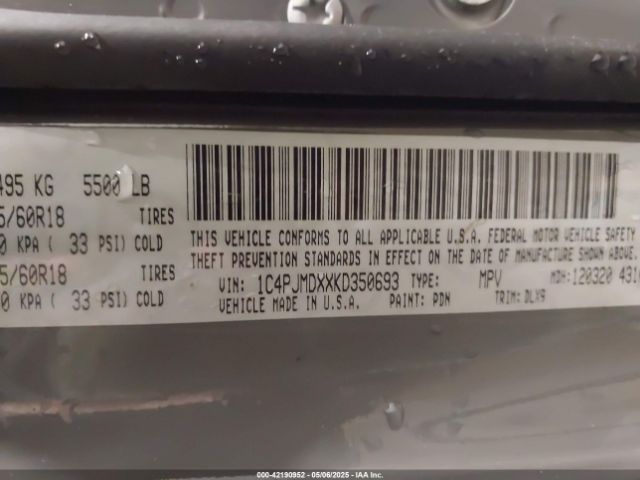 495 KG 5500 LB
5/60R18 TIRES
0 KPA ( 33 PSI) COLD
5/60R18 TIRES
0 KPA ( 33 PSI) COLD
THIS VEHICLE CONFORMS TO ALL APPLICABLE U.S.A. FEDERAL MOTOR VEHICLE SAFETY
THEFT PREVENTION STANDARDS IN EFFECT ON THE DATE OF MANUFACTURE SHOWN ABOVE.
VIN: 1C4PJMDXXKD350693 TYPE: MPV MDH: 120320 431
VEHICLE MADE IN U.S.A. PAINT: PDN TRIM: DLX9
000-42190952 - 05/06/2025 - IAA Inc.